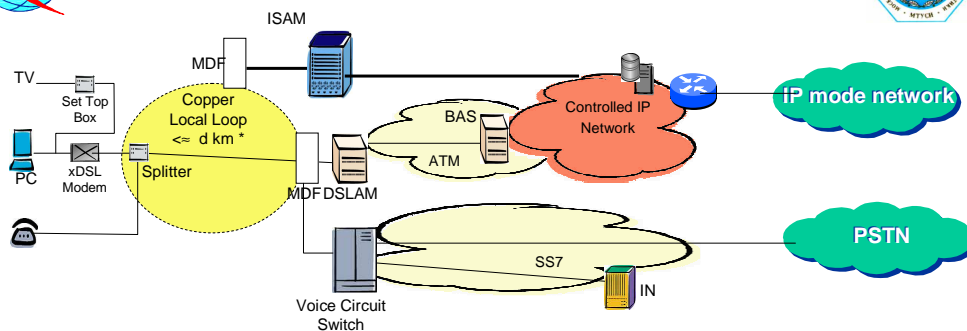 ISAM
MDF
TV
Set Top
Box
Copper
Local Loop
<≈ d km *
PC
xDSL
Modem
Splitter
MDF
DSLAM
BAS
ATM
Controlled IP
Network
IP mode network
SS7
IN
PSTN
Voice Circuit
Switch